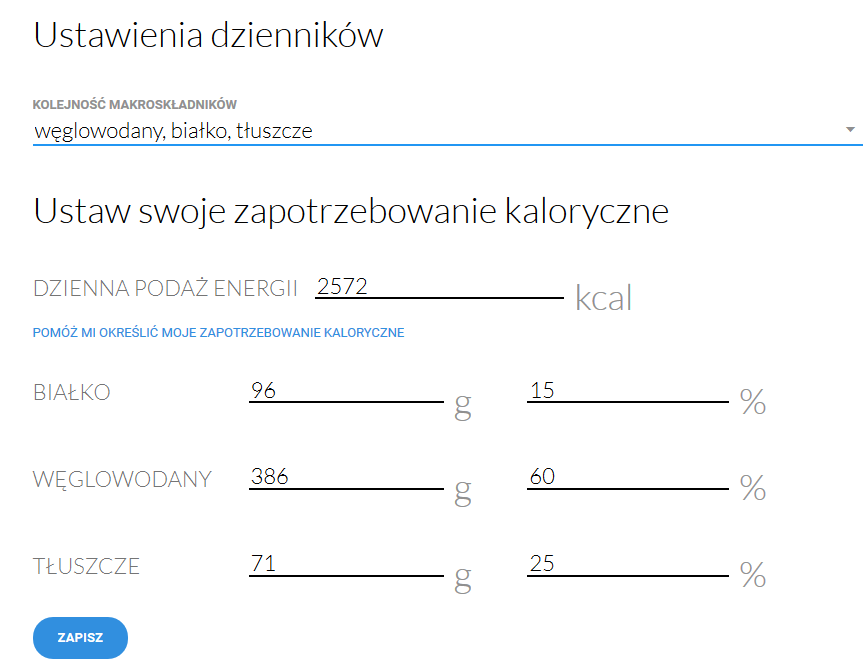 Ustawienia dzienników
KOLEJNOŚĆ MAKROSKŁADNIKÓW
węglowodany, białko, tłuszcze
Ustaw swoje zapotrzebowanie kaloryczne
DZIENNA PODAŻ ENERGII 2572 kcal
POMÓŻ MI OKREŚLIĆ MOJE ZAPOTRZEBOWANIE KALORYCZNE
BIAŁKO 96 g 15 %
WĘGLOWODANY 386 g 60 %
TŁUSZCZE 71 g 25 %
ZAPISZ